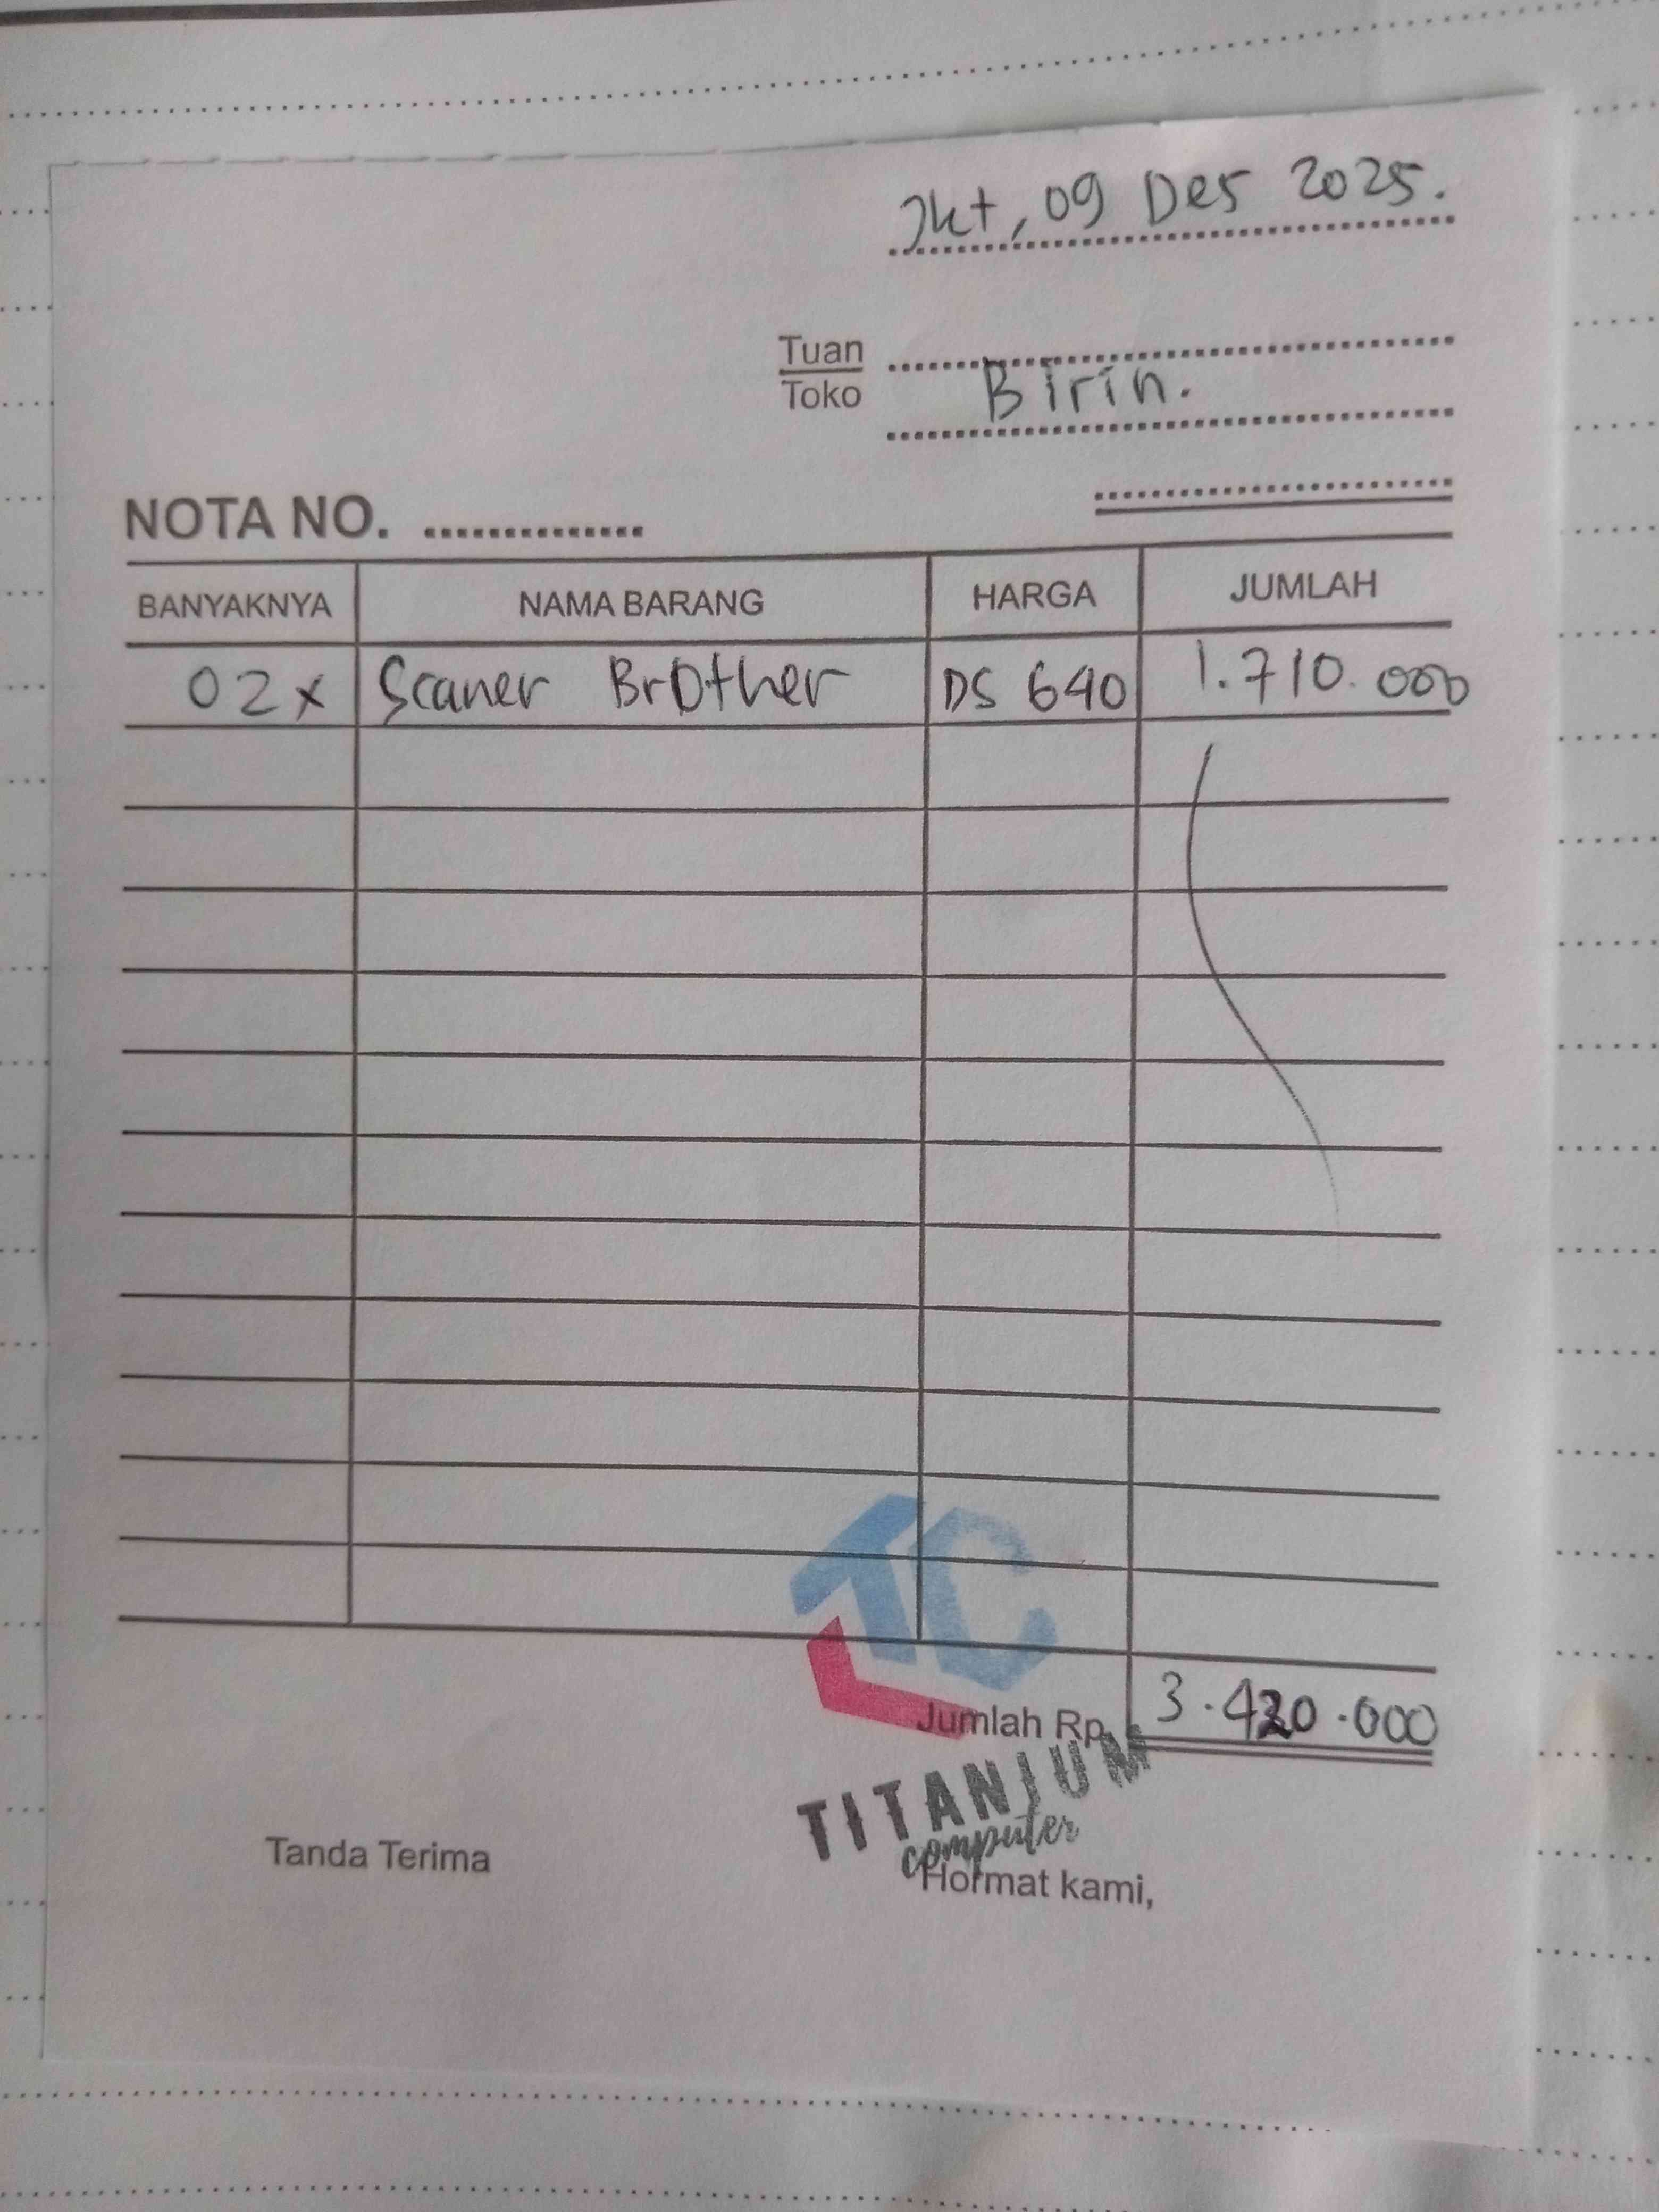 Jkt, 09 Des 2025.
Tuan
Toko
Birin.
NOTA NO. ..............
BANYAKNYA NAMA BARANG HARGA JUMLAH
02x Scaner Brother DS 640 1.710.000
TC
Jumlah Rp. 3.420.000
TITANIUM
computer
Tanda Terima Hormat kami,